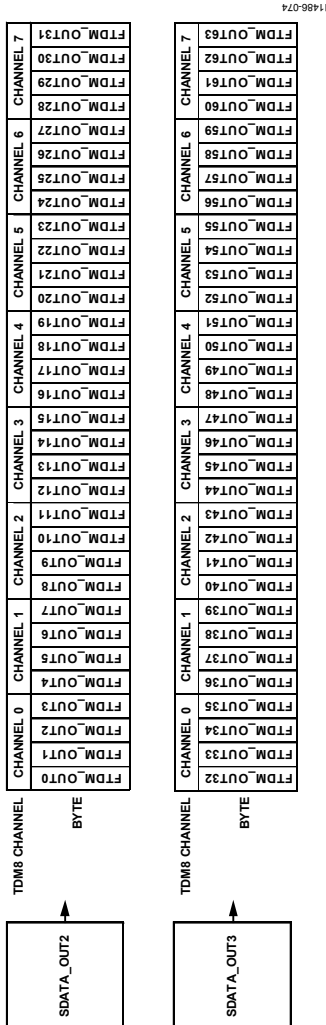 SDATA_OUT2
TDM8 CHANNEL
CHANNEL 0
CHANNEL 1
CHANNEL 2
CHANNEL 3
CHANNEL 4
CHANNEL 5
CHANNEL 6
CHANNEL 7
BYTE
FTDM_OUT0
FTDM_OUT1
FTDM_OUT2
FTDM_OUT3
FTDM_OUT4
FTDM_OUT5
FTDM_OUT6
FTDM_OUT7
FTDM_OUT8
FTDM_OUT9
FTDM_OUT10
FTDM_OUT11
FTDM_OUT12
FTDM_OUT13
FTDM_OUT14
FTDM_OUT15
FTDM_OUT16
FTDM_OUT17
FTDM_OUT18
FTDM_OUT19
FTDM_OUT20
FTDM_OUT21
FTDM_OUT22
FTDM_OUT23
FTDM_OUT24
FTDM_OUT25
FTDM_OUT26
FTDM_OUT27
FTDM_OUT28
FTDM_OUT29
FTDM_OUT30
FTDM_OUT31
SDATA_OUT3
TDM8 CHANNEL
CHANNEL 0
CHANNEL 1
CHANNEL 2
CHANNEL 3
CHANNEL 4
CHANNEL 5
CHANNEL 6
CHANNEL 7
BYTE
FTDM_OUT32
FTDM_OUT33
FTDM_OUT34
FTDM_OUT35
FTDM_OUT36
FTDM_OUT37
FTDM_OUT38
FTDM_OUT39
FTDM_OUT40
FTDM_OUT41
FTDM_OUT42
FTDM_OUT43
FTDM_OUT44
FTDM_OUT45
FTDM_OUT46
FTDM_OUT47
FTDM_OUT48
FTDM_OUT49
FTDM_OUT50
FTDM_OUT51
FTDM_OUT52
FTDM_OUT53
FTDM_OUT54
FTDM_OUT55
FTDM_OUT56
FTDM_OUT57
FTDM_OUT58
FTDM_OUT59
FTDM_OUT60
FTDM_OUT61
FTDM_OUT62
FTDM_OUT63
11486-074